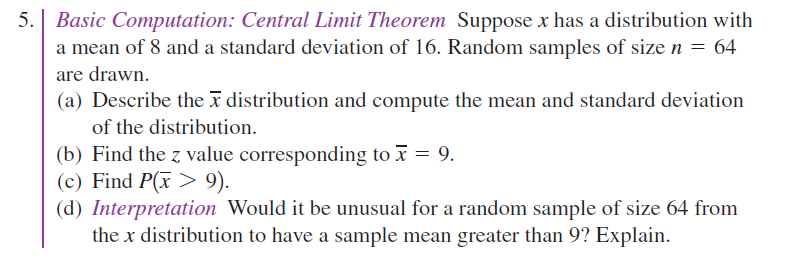 5. Basic Computation: Central Limit Theorem Suppose x has a distribution with
a mean of 8 and a standard deviation of 16. Random samples of size n = 64
are drawn.
(a) Describe the x̅ distribution and compute the mean and standard deviation
of the distribution.
(b) Find the z value corresponding to x̅ = 9.
(c) Find P(x̅ > 9).
(d) Interpretation Would it be unusual for a random sample of size 64 from
the x distribution to have a sample mean greater than 9? Explain.